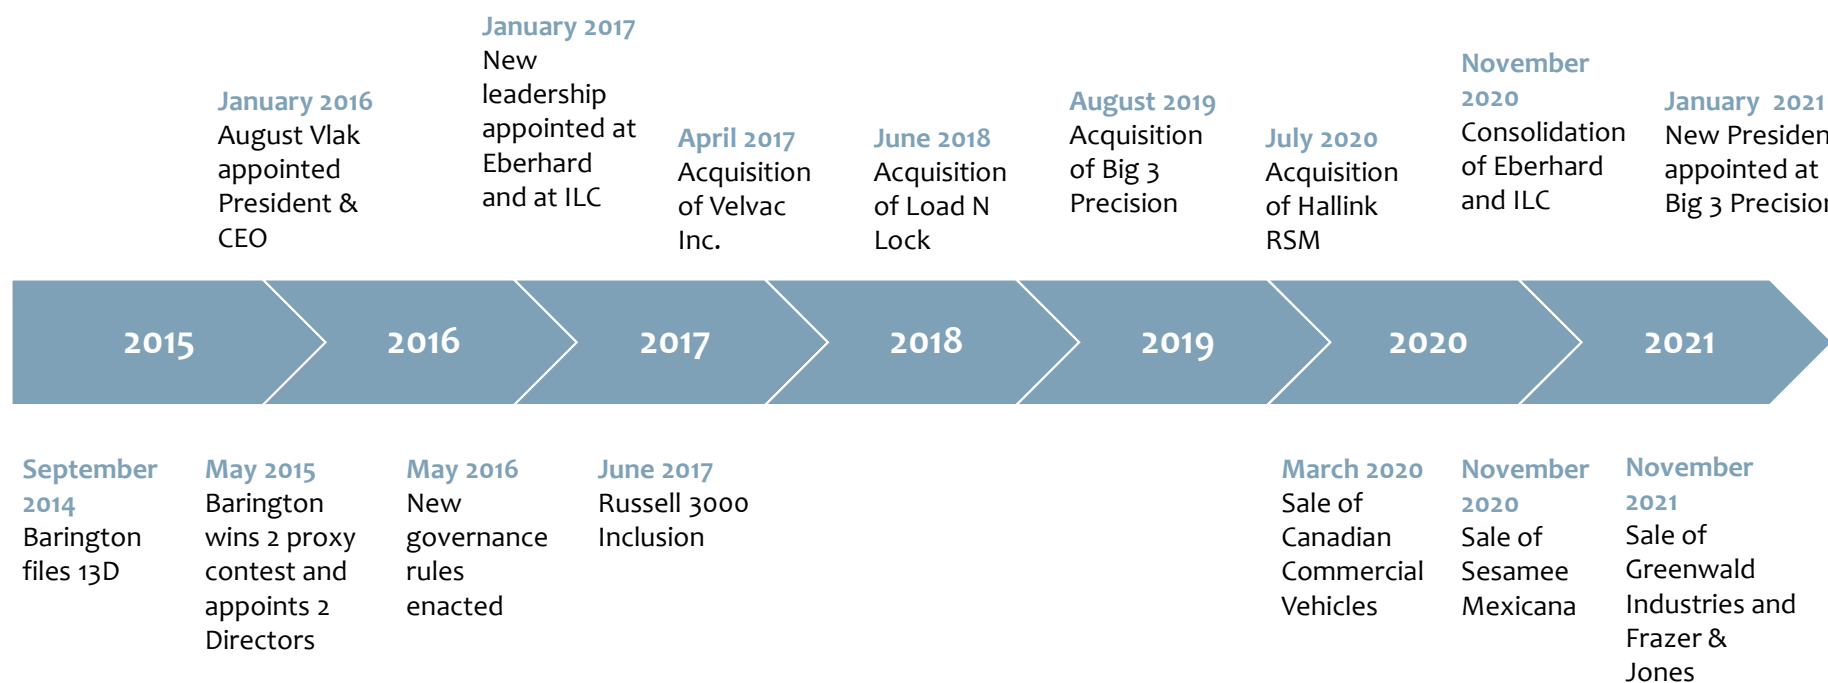 January 2017
New
leadership
appointed at
Eberhard
and at ILC
January 2016
August Vlak
appointed
President &
CEO
April 2017
Acquisition
of Velvac
Inc.
June 2018
Acquisition
of Load N
Lock
August 2019
Acquisition
of Big 3
Precision
July 2020
Acquisition
of Hallink
RSM
November
2020
Consolidation
of Eberhard
and ILC
January 2021
New Presiden
appointed at
Big 3 Precision
2015
2016
2017
2018
2019
2020
2021
September
2014
Barington
files 13D
May 2015
Barington
wins 2 proxy
contest and
appoints 2
Directors
May 2016
New
governance
rules
enacted
June 2017
Russell 3000
Inclusion
March 2020
Sale of
Canadian
Commercial
Vehicles
November
2020
Sale of
Sesamee
Mexicana
November
2021
Sale of
Greenwald
Industries and
Frazer &
Jones